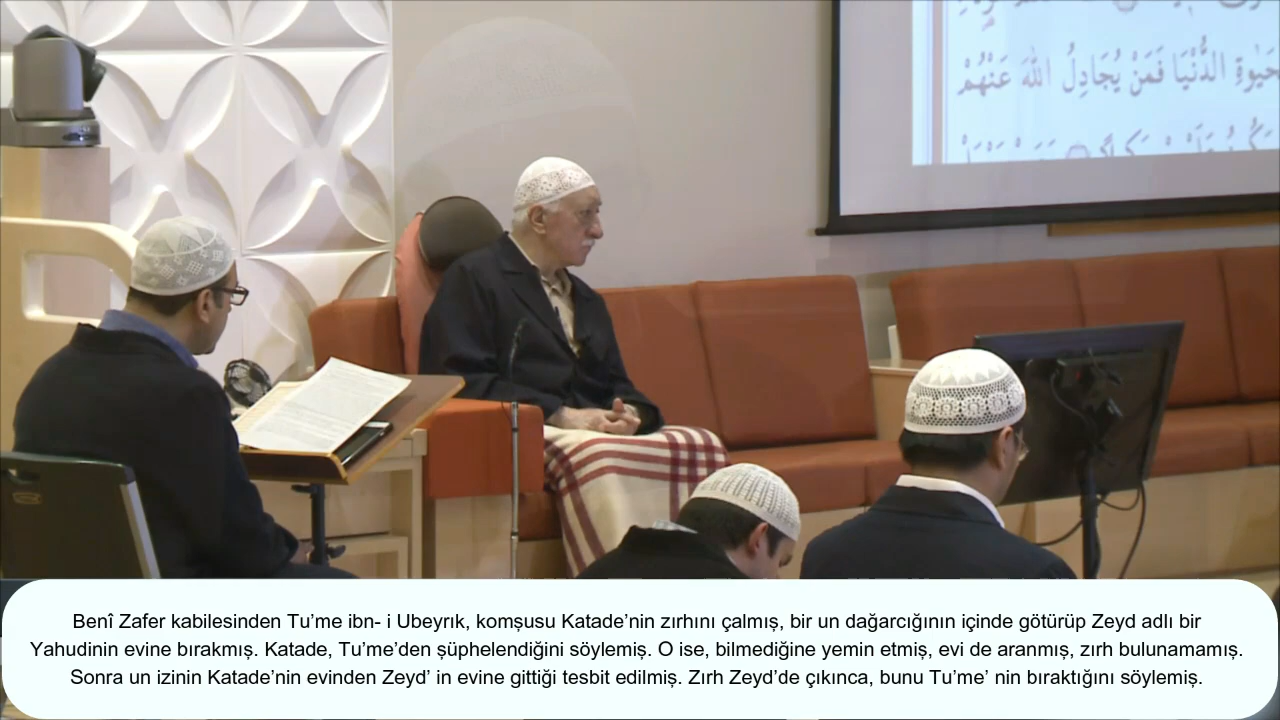 حَيٰوةِ الدُّنْيَا فَمَنْ يُجَادِلُ اللّٰهَ عَنْهُمْ
Benî Zafer kabilesinden Tu’me ibn- i Ubeyrık, komşusu Katade’nin zırhını çalmış, bir un dağarcığının içinde götürüp Zeyd adlı bir
Yahudinin evine bırakmış. Katade, Tu’me’den şüphelendiğini söylemiş. O ise, bilmediğine yemin etmiş, evi de aranmış, zırh bulunamamış.
Sonra un izinin Katade’nin evinden Zeyd’ in evine gittiği tesbit edilmiş. Zırh Zeyd’de çıkınca, bunu Tu’me’ nin bıraktığını söylemiş.